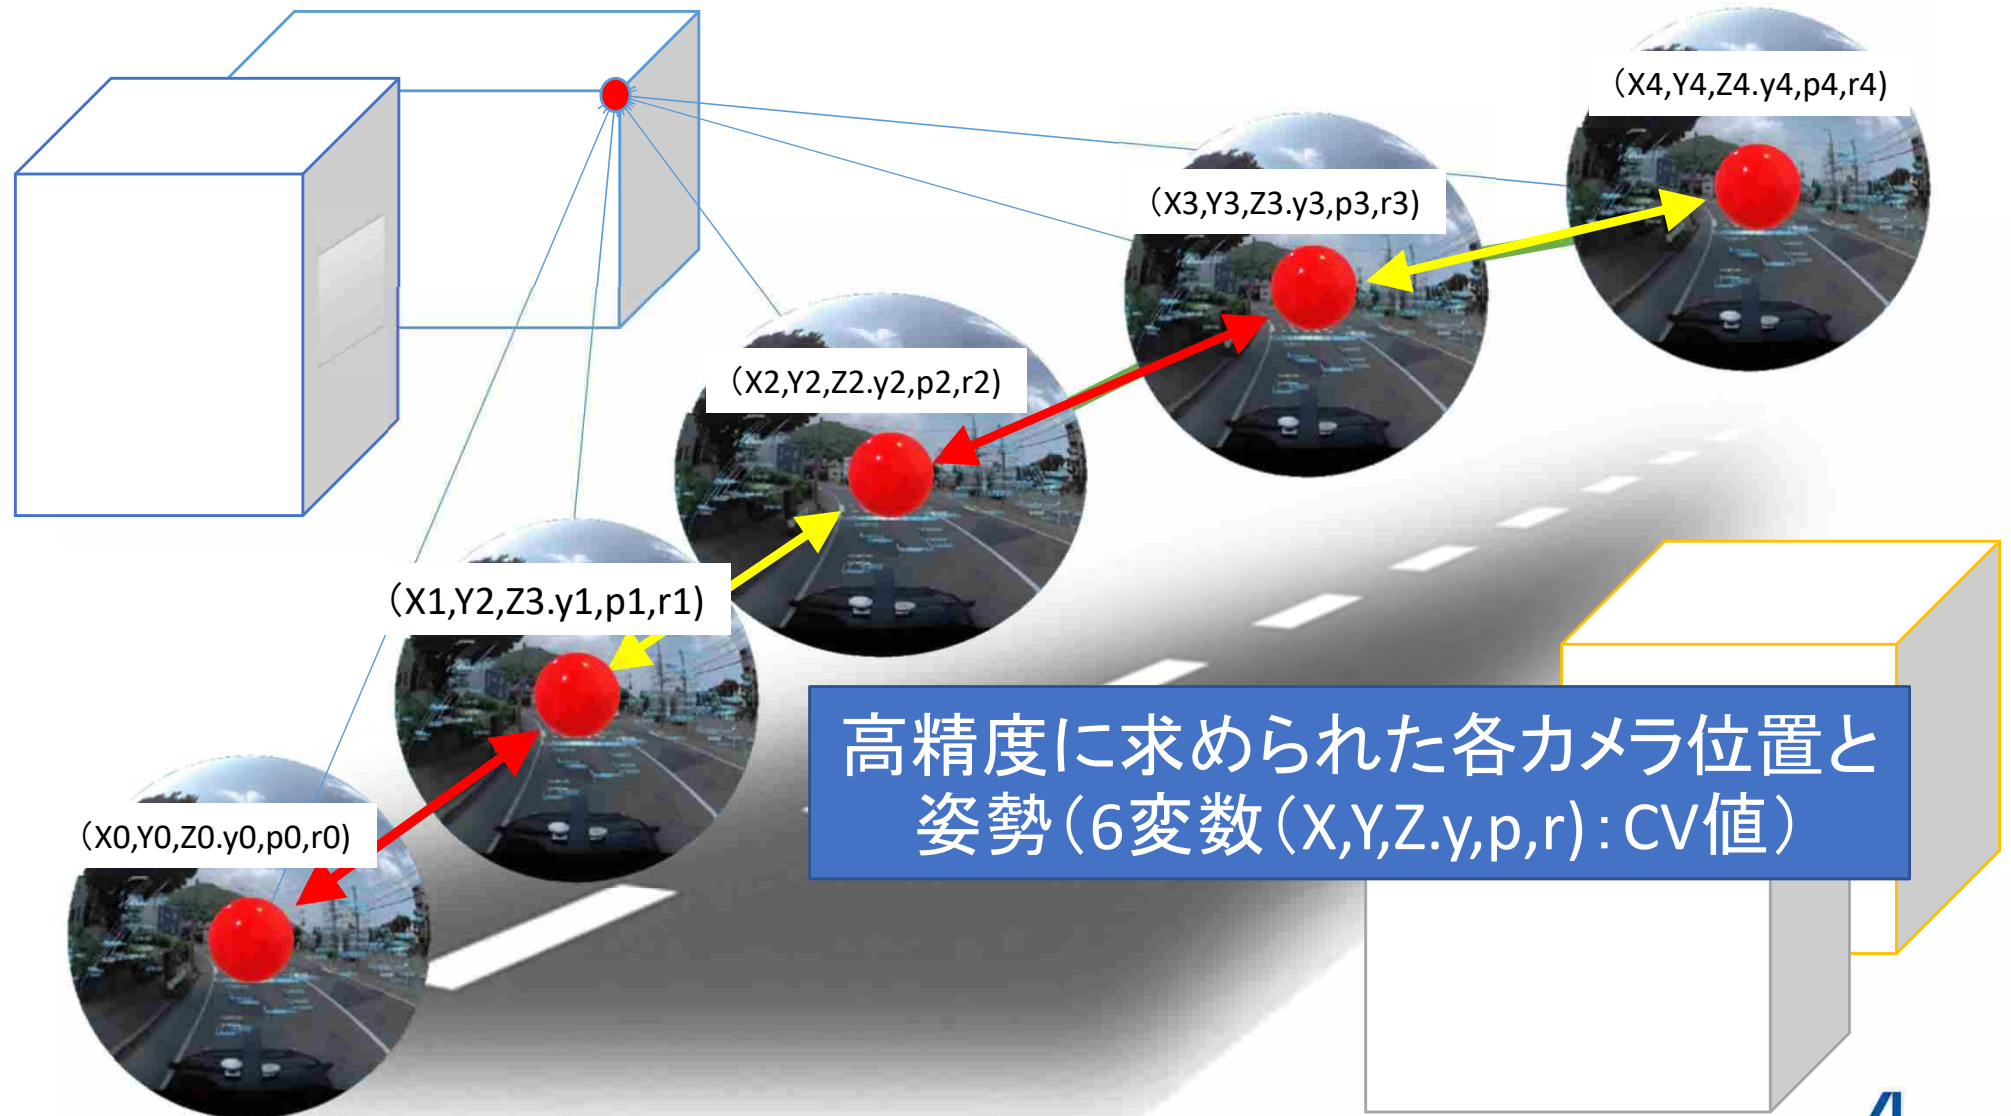 （X4,Y4,Z4.y4,p4,r4)
（X3,Y3,Z3.y3,p3,r3)
（X2,Y2,Z2.y2,p2,r2)
（X1,Y2,Z3.y1,p1,r1)
（X0,Y0,Z0.y0,p0,r0)
高精度に求められた各カメラ位置と
姿勢（6変数（X,Y,Z.y,p,r)：CV値）